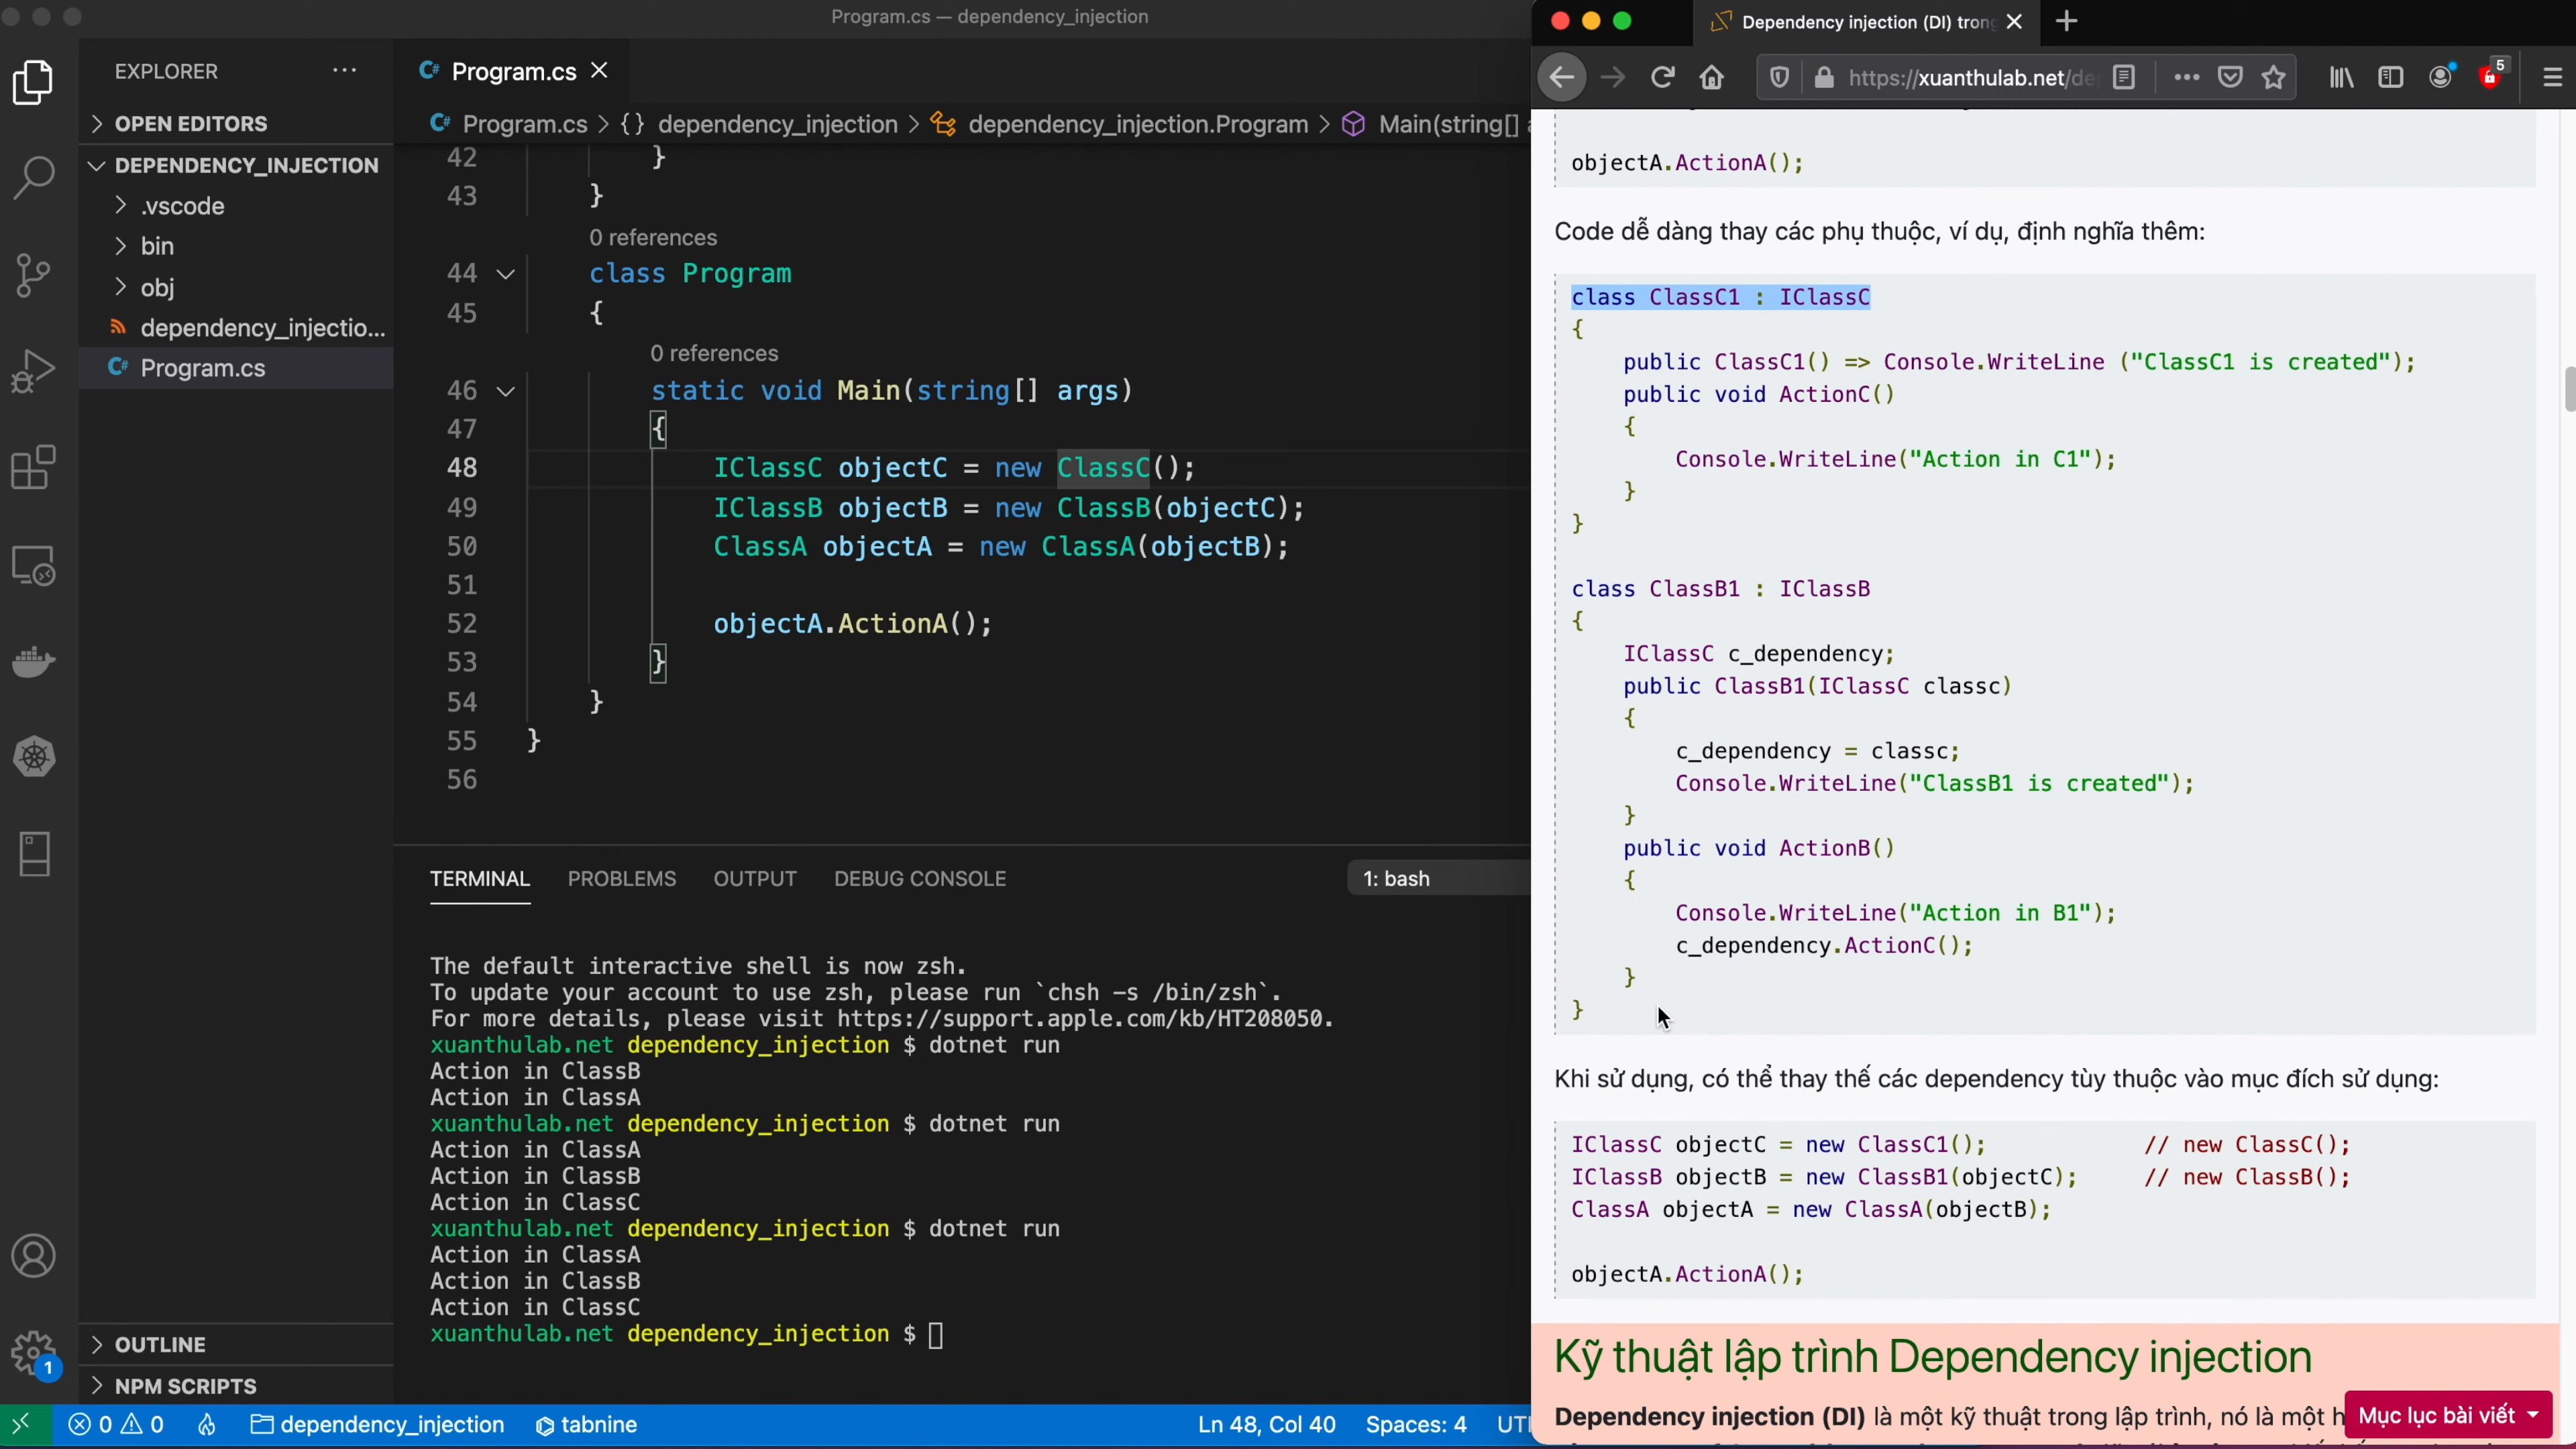 Program.cs — dependency_injection
EXPLORER
OPEN EDITORS
DEPENDENCY_INJECTION
.vscode
bin
obj
dependency_injectio...
C# Program.cs
OUTLINE
NPM SCRIPTS
1
C# Program.cs
C# Program.cs > {} dependency_injection > dependency_injection.Program > Main(string[]
42 }
43 }
0 references
44 class Program
45 {
0 references
46 static void Main(string[] args)
47 {
48 IClassC objectC = new ClassC();
49 IClassB objectB = new ClassB(objectC);
50 ClassA objectA = new ClassA(objectB);
51
52 objectA.ActionA();
53 }
54 }
55 }
56
TERMINAL PROBLEMS OUTPUT DEBUG CONSOLE 1: bash
The default interactive shell is now zsh.
To update your account to use zsh, please run `chsh -s /bin/zsh`.
For more details, please visit https://support.apple.com/kb/HT208050.
xuanthulab.net dependency_injection $ dotnet run
Action in ClassB
Action in ClassA
xuanthulab.net dependency_injection $ dotnet run
Action in ClassA
Action in ClassB
Action in ClassC
xuanthulab.net dependency_injection $ dotnet run
Action in ClassA
Action in ClassB
Action in ClassC
xuanthulab.net dependency_injection $
0 0 dependency_injection tabnine Ln 48, Col 40 Spaces: 4
Dependency injection (DI) tron
https://xuanthulab.net/de
5
objectA.ActionA();
Code dễ dàng thay các phụ thuộc, ví dụ, định nghĩa thêm:
class ClassC1 : IClassC
{
public ClassC1() => Console.WriteLine ("ClassC1 is created");
public void ActionC()
{
Console.WriteLine("Action in C1");
}
}
class ClassB1 : IClassB
{
IClassC c_dependency;
public ClassB1(IClassC classc)
{
c_dependency = classc;
Console.WriteLine("ClassB1 is created");
}
public void ActionB()
{
Console.WriteLine("Action in B1");
c_dependency.ActionC();
}
}
Khi sử dụng, có thể thay thế các dependency tùy thuộc vào mục đích sử dụng:
IClassC objectC = new ClassC1(); // new ClassC();
IClassB objectB = new ClassB1(objectC); // new ClassB();
ClassA objectA = new ClassA(objectB);
objectA.ActionA();
Kỹ thuật lập trình Dependency injection
Dependency injection (DI) là một kỹ thuật trong lập trình, nó là một
Mục lục bài viết